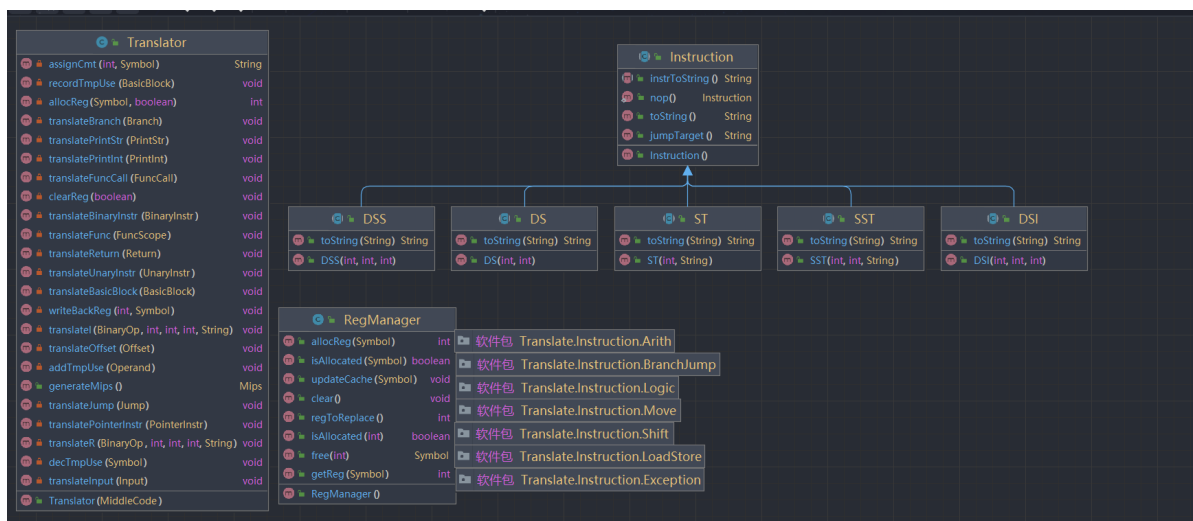 Translator
assignCmt (int, Symbol) String
recordTmpUse (BasicBlock) void
allocReg (Symbol, boolean) int
translateBranch (Branch) void
translatePrintStr (PrintStr) void
translatePrintInt (PrintInt) void
translateFuncCall (FuncCall) void
clearReg (boolean) void
translateBinaryInstr (BinaryInstr) void
translateFunc (FuncScope) void
translateReturn (Return) void
translateUnaryInstr (UnaryInstr) void
translateBasicBlock (BasicBlock) void
writeBackReg (int, Symbol) void
translateI (BinaryOp, int, int, int, String) void
translateOffset (Offset) void
addTmpUse (Operand) void
generateMips () Mips
translateJump (Jump) void
translatePointerInstr (PointerInstr) void
translateR (BinaryOp, int, int, int, String) void
decTmpUse (Symbol) void
translateInput (Input) void
Translator (MiddleCode)
Instruction
instrToString () String
nop() Instruction
toString () String
jumpTarget () String
Instruction ()
DSS
toString (String) String
DSS(int, int, int)
DS
toString (String) String
DS(int, int)
ST
toString (String) String
ST(int, String)
SST
toString (String) String
SST(int, int, String)
DSI
toString (String) String
DSI(int, int, int)
RegManager
allocReg (Symbol) int
isAllocated (Symbol) boolean
updateCache (Symbol) void
clear() void
regToReplace () int
isAllocated (int) boolean
free(int) Symbol
getReg (Symbol) int
RegManager ()
软件包 Translate.Instruction.Arith
软件包 Translate.Instruction.BranchJump
软件包 Translate.Instruction.Logic
软件包 Translate.Instruction.Move
软件包 Translate.Instruction.Shift
软件包 Translate.Instruction.LoadStore
软件包 Translate.Instruction.Exception